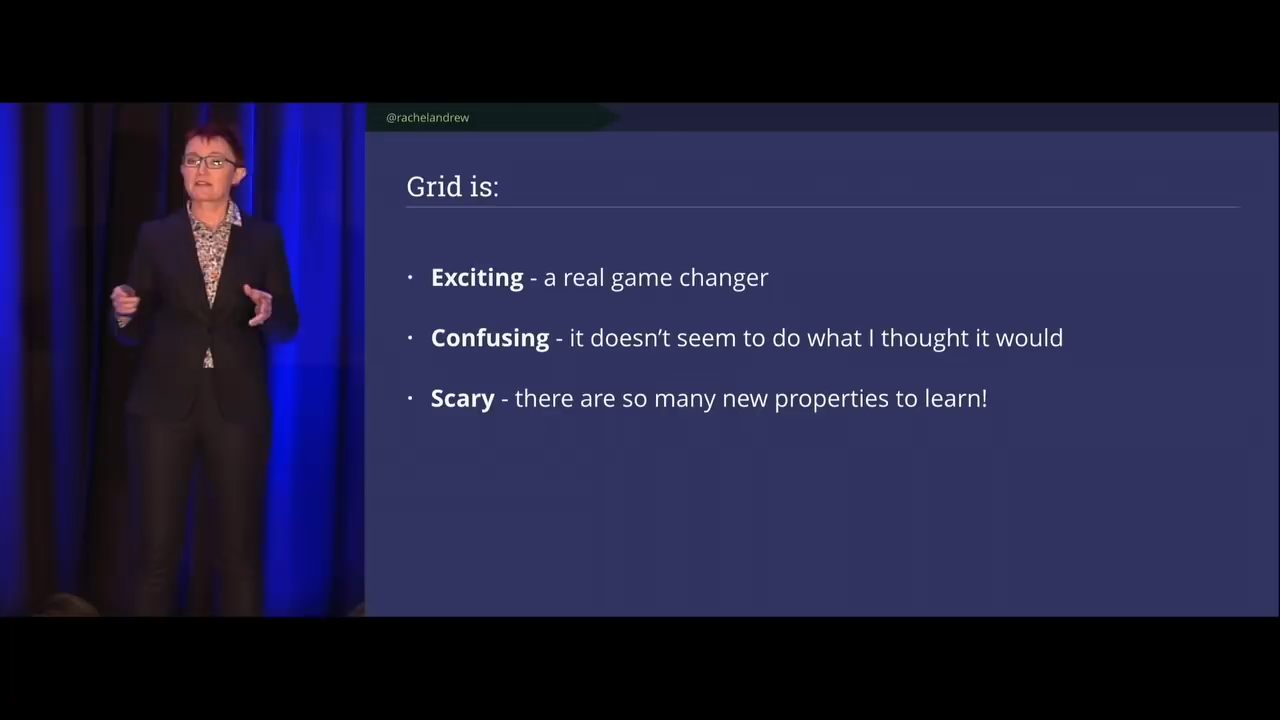 @rachelandrew
Grid is:
· Exciting - a real game changer
· Confusing - it doesn’t seem to do what I thought it would
· Scary - there are so many new properties to learn!